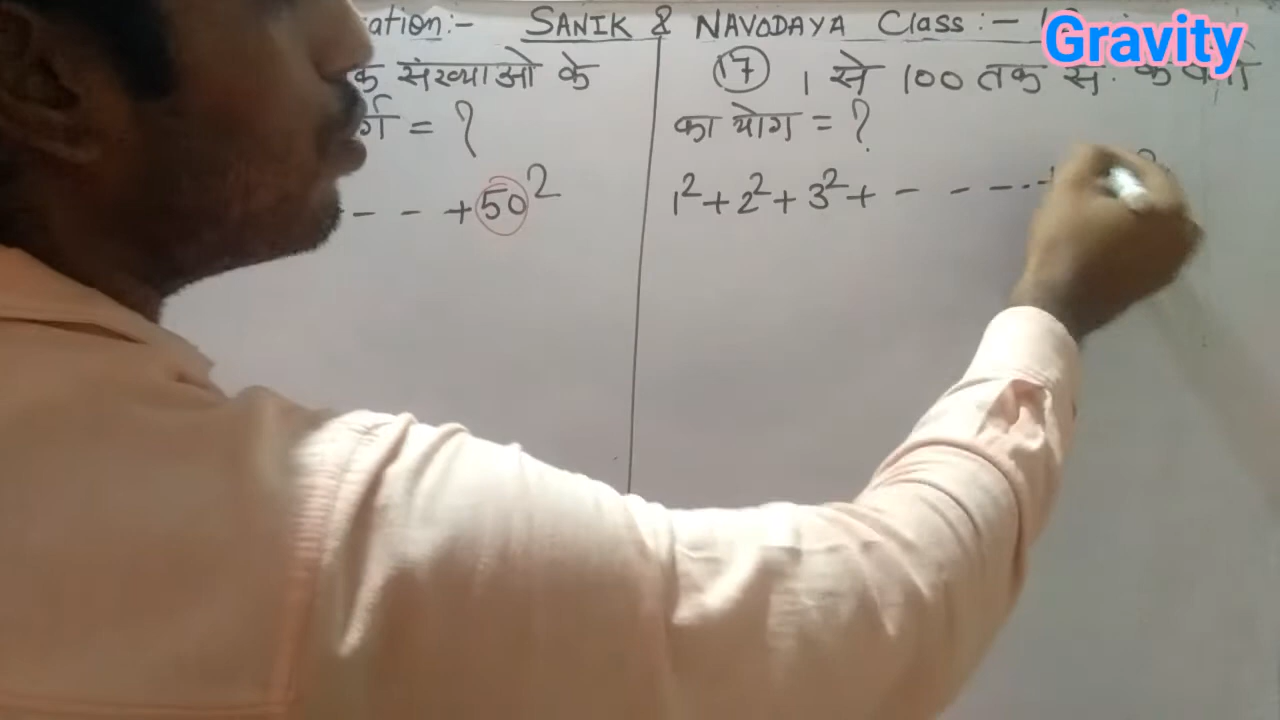 ation:- SANIK & NAVODAYA Class:-
Gravity
क संख्याओ के
= ?
- - - + 50²
(17) 1 से 100 तक सं.
का योग = ?
1² + 2² + 3² + - - - .. +